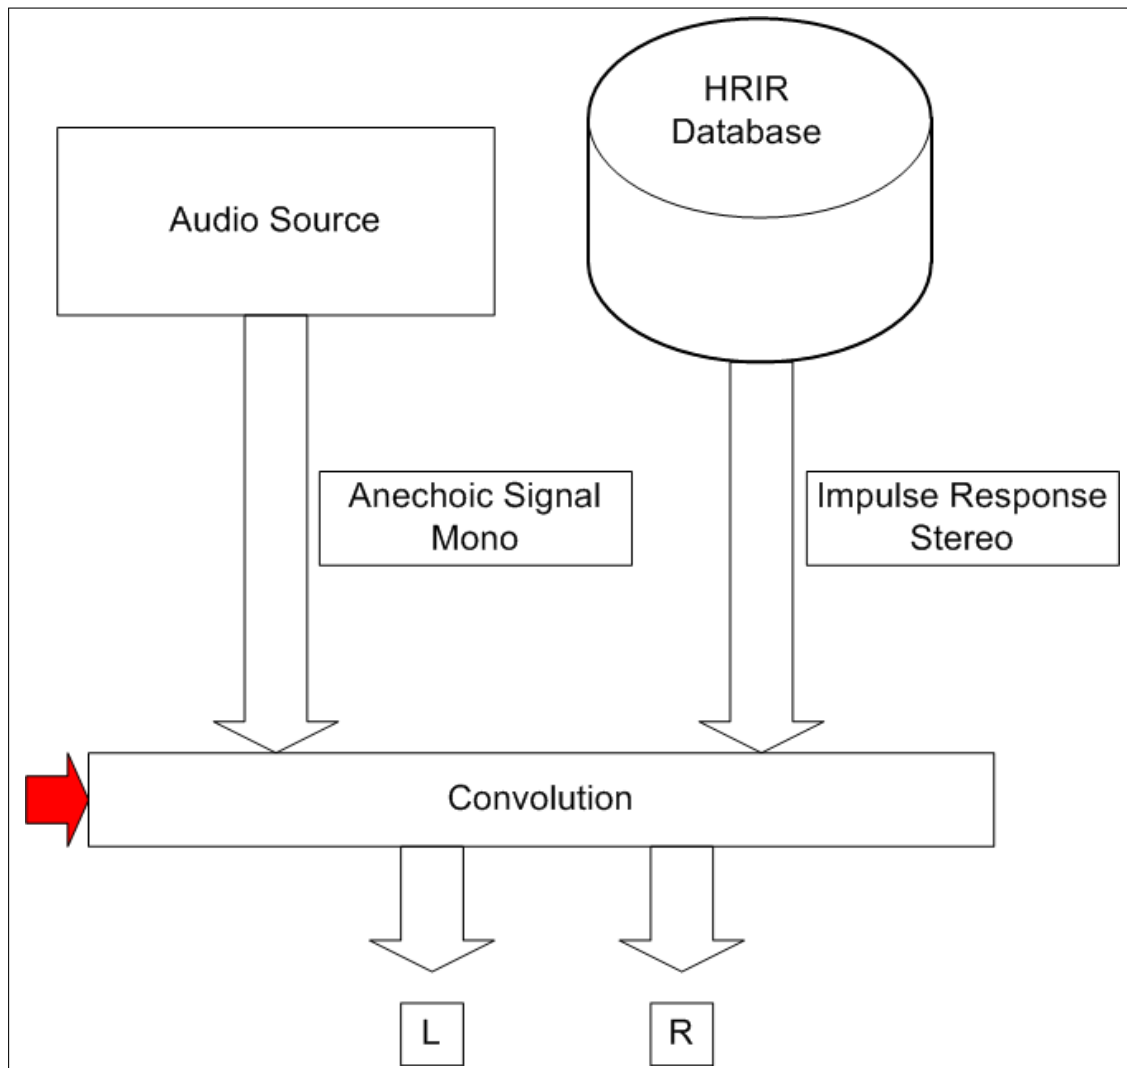 HRIR
Database
Audio Source
Anechoic Signal
Mono
Impulse Response
Stereo
Convolution
L
R